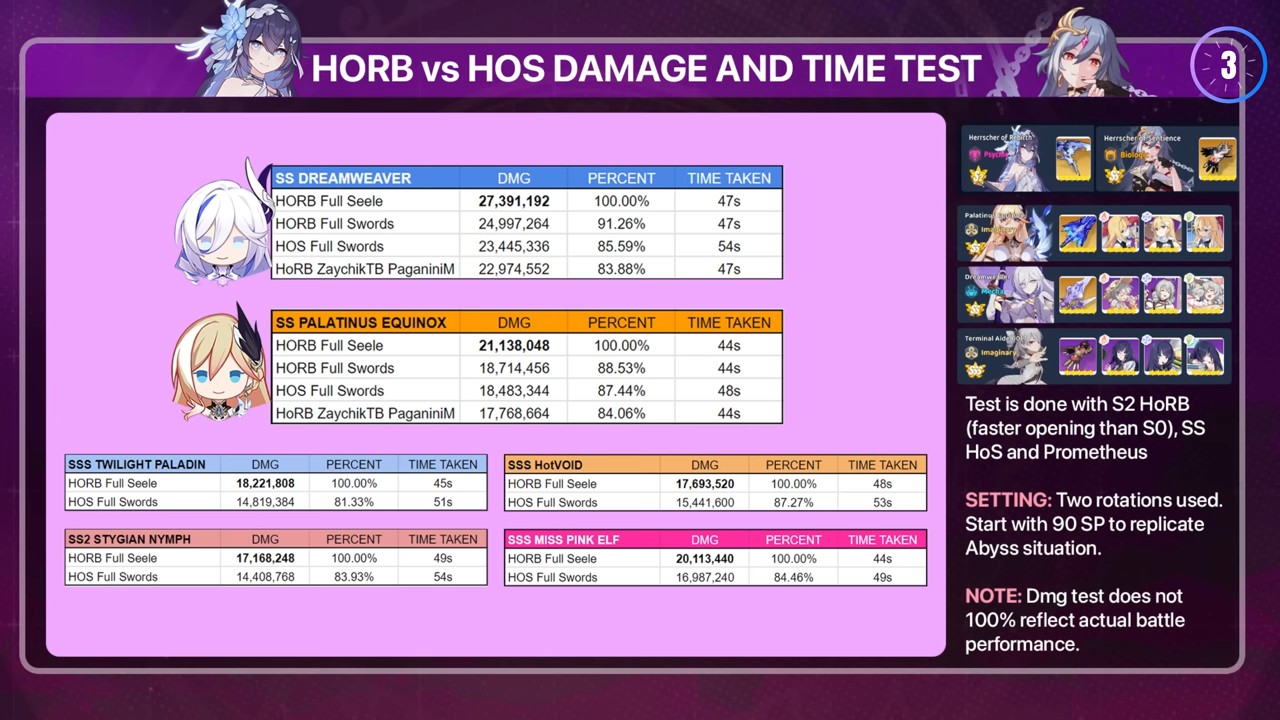 HORB vs HOS DAMAGE AND TIME TEST
3
SS DREAMWEAVER DMG PERCENT TIME TAKEN
HORB Full Seele 27,391,192 100.00% 47s
HORB Full Swords 24,997,264 91.26% 47s
HOS Full Swords 23,445,336 85.59% 54s
HoRB ZaychikTB PaganiniM 22,974,552 83.88% 47s
SS PALATINUS EQUINOX DMG PERCENT TIME TAKEN
HORB Full Seele 21,138,048 100.00% 44s
HORB Full Swords 18,714,456 88.53% 44s
HOS Full Swords 18,483,344 87.44% 48s
HoRB ZaychikTB PaganiniM 17,768,664 84.06% 44s
SSS TWILIGHT PALADIN DMG PERCENT TIME TAKEN
HORB Full Seele 18,221,808 100.00% 45s
HOS Full Swords 14,819,384 81.33% 51s
SSS HotVOID DMG PERCENT TIME TAKEN
HORB Full Seele 17,693,520 100.00% 48s
HOS Full Swords 15,441,600 87.27% 53s
SS2 STYGIAN NYMPH DMG PERCENT TIME TAKEN
HORB Full Seele 17,168,248 100.00% 49s
HOS Full Swords 14,408,768 83.93% 54s
SSS MISS PINK ELF DMG PERCENT TIME TAKEN
HORB Full Seele 20,113,440 100.00% 44s
HOS Full Swords 16,987,240 84.46% 49s
Herrscher of Rebirth
Herrscher of Sentience
Terminal Aide
Test is done with S2 HoRB
(faster opening than S0), SS
HoS and Prometheus
SETTING: Two rotations used.
Start with 90 SP to replicate
Abyss situation.
NOTE: Dmg test does not
100% reflect actual battle
performance.